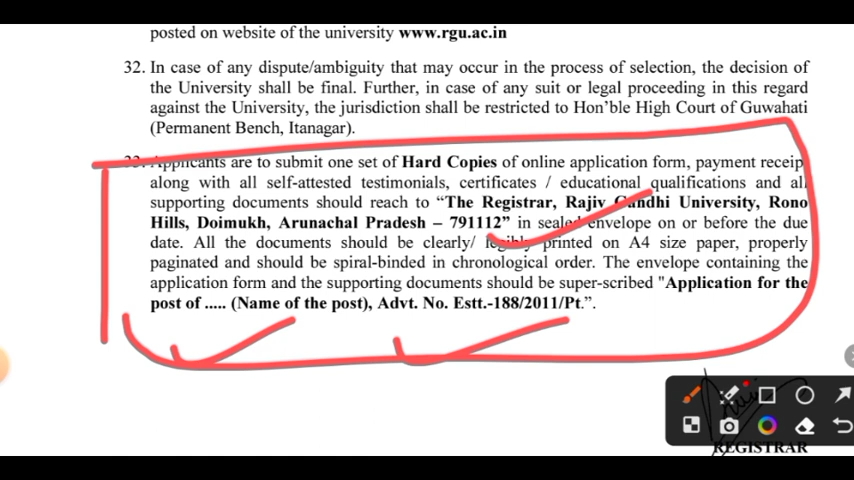 posted on website of the university www.rgu.ac.in
32. In case of any dispute/ambiguity that may occur in the process of selection, the decision of
the University shall be final. Further, in case of any suit or legal proceeding in this regard
against the University, the jurisdiction shall be restricted to Hon'ble High Court of Guwahati
(Permanent Bench, Itanagar).
33. Applicants are to submit one set of Hard Copies of online application form, payment receip
along with all self-attested testimonials, certificates / educational qualifications and all
supporting documents should reach to “The Registrar, Rajiv Gandhi University, Rono
Hills, Doimukh, Arunachal Pradesh – 791112” in sealed envelope on or before the due
date. All the documents should be clearly/ legibly printed on A4 size paper, properly
paginated and should be spiral-binded in chronological order. The envelope containing the
application form and the supporting documents should be super-scribed "Application for the
post of ..... (Name of the post), Advt. No. Estt.-188/2011/Pt.”.
REGISTRAR